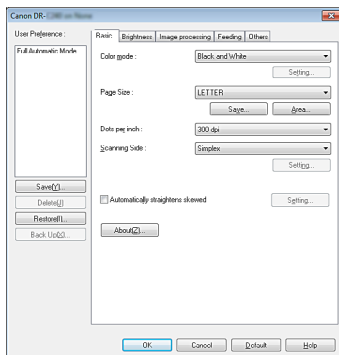 Canon DR-
User Preference :
Full Automatic Mode
Save(Y)...
Delete(J)
Restore(I)...
Back Up(X)...
Basic Brightness Image processing Feeding Others
Color mode : Black and White
Setting...
Page Size : LETTER
Save... Area...
Dots per inch : 300 dpi
Scanning Side : Simplex
Setting...
Automatically straightens skewed Setting...
About(Z)...
OK Cancel Default Help